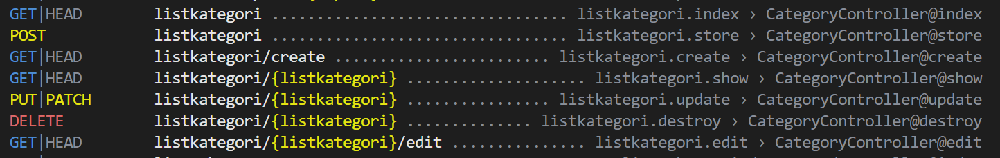 GET|HEAD listkategori ................................. listkategori.index › CategoryController@index
POST listkategori ................................. listkategori.store › CategoryController@store
GET|HEAD listkategori/create .......................... listkategori.create › CategoryController@create
GET|HEAD listkategori/{listkategori} .................... listkategori.show › CategoryController@show
PUT|PATCH listkategori/{listkategori} ................ listkategori.update › CategoryController@update
DELETE listkategori/{listkategori} .............. listkategori.destroy › CategoryController@destroy
GET|HEAD listkategori/{listkategori}/edit ............... listkategori.edit › CategoryController@edit